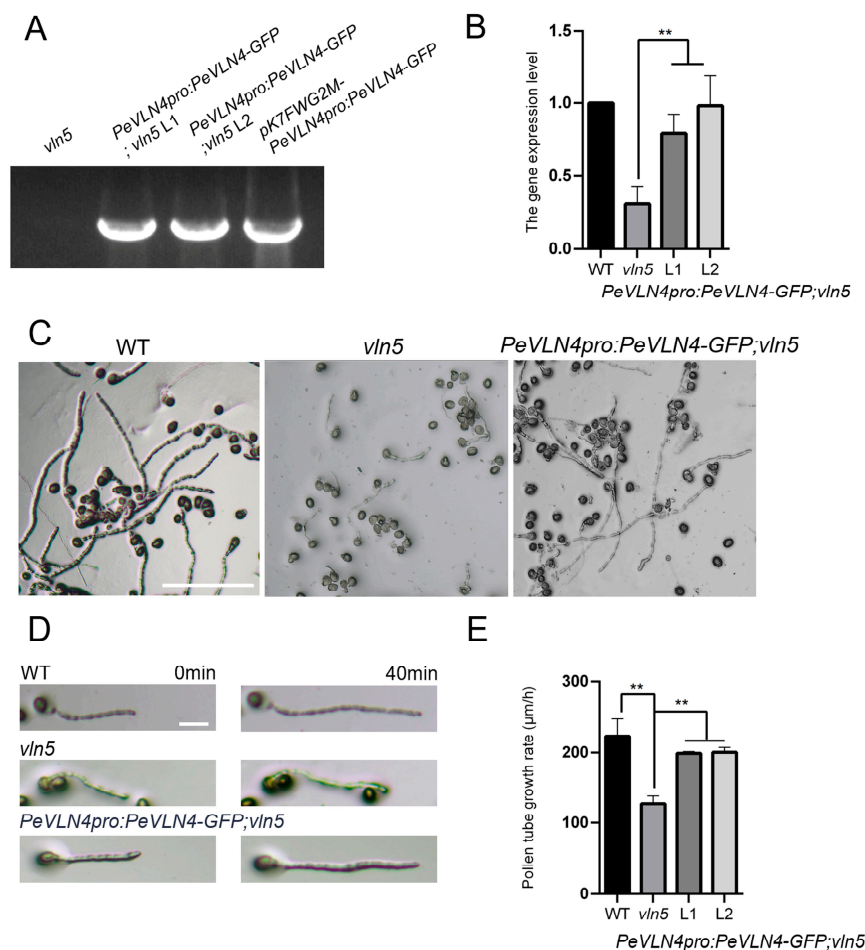 A
vln5
PeVLN4pro:PeVLN4-GFP
; vln5 L1
PeVLN4pro:PeVLN4-GFP
;vln5 L2
pK7FWG2M-
PeVLN4pro:PeVLN4-GFP
B
The gene expression level
1.5
1.0
0.5
0.0
**
WT vln5 L1 L2
PeVLN4pro:PeVLN4-GFP;vln5
C
WT vln5 PeVLN4pro:PeVLN4-GFP;vln5
D
WT 0min 40min
vln5
PeVLN4pro:PeVLN4-GFP;vln5
E
Pollen tube growth rate (μm/h)
300
200
100
0
** **
WT vln5 L1 L2
PeVLN4pro:PeVLN4-GFP;vln5